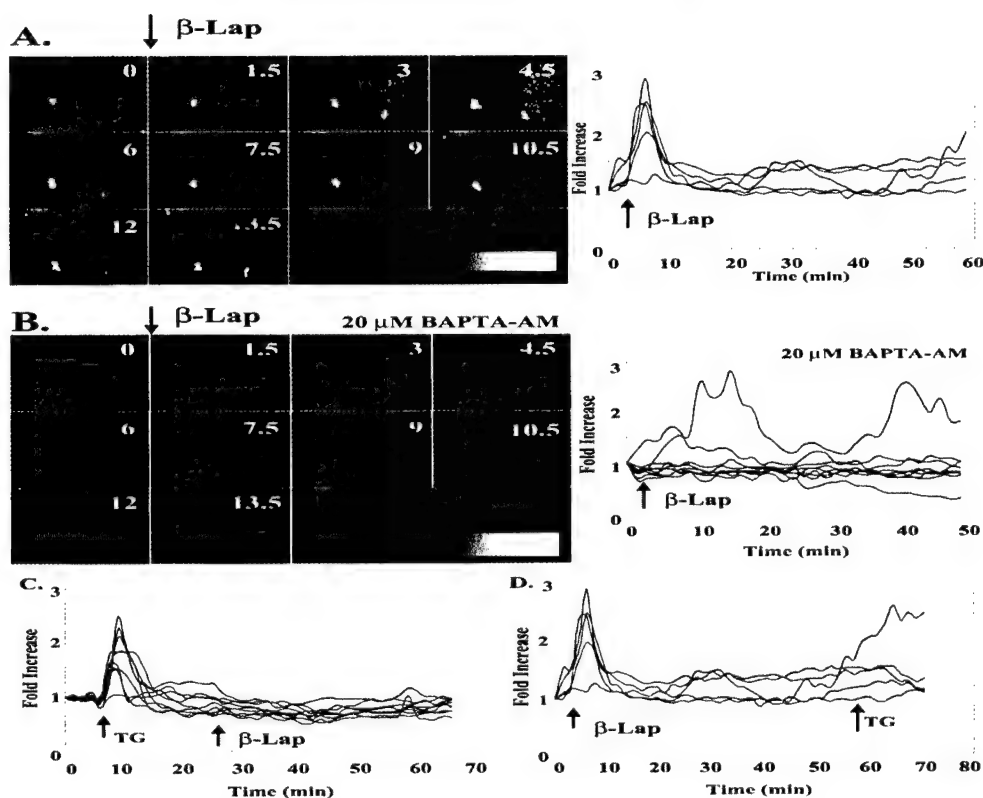 A. β-Lap
0 1.5 3 4.5
6 7.5 9 10.5
12 13.5
3
2
1
0
Fold Increase
β-Lap
0 10 20 30 40 50 60
Time (min)
B. β-Lap 20 μM BAPTA-AM
0 1.5 3 4.5
6 7.5 9 10.5
12 13.5
20 μM BAPTA-AM
3
2
1
0
Fold Increase
β-Lap
0 10 20 30 40 50
Time (min)
C.
3
2
1
0
Fold Increase
TG
β-Lap
0 10 20 30 40 50 60 70
Time (min)
D.
3
2
1
0
Fold Increase
β-Lap
TG
0 10 20 30 40 50 60 70 80
Time (min)